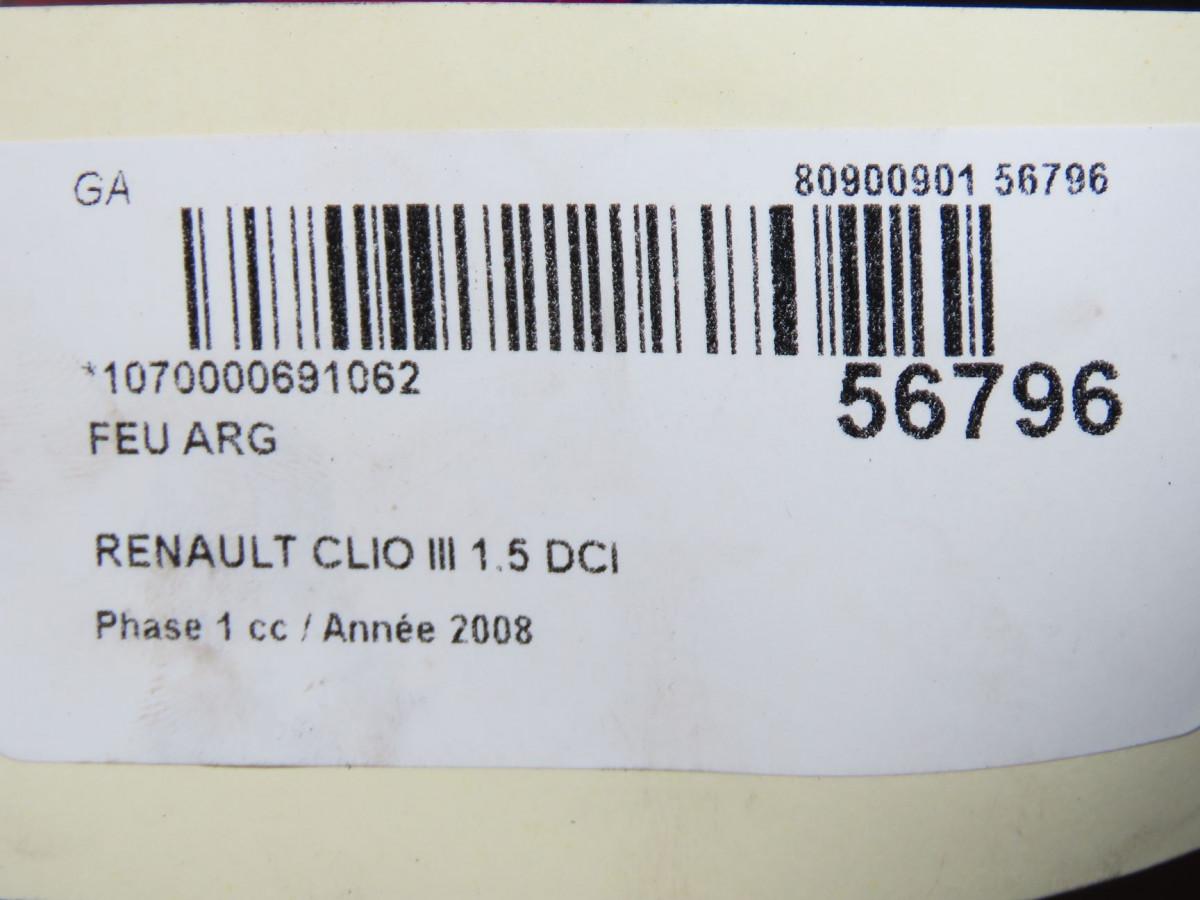 GA
80900901 56796
*1070000691062
56796
FEU ARG
RENAULT CLIO III 1.5 DCI
Phase 1 cc / Année 2008